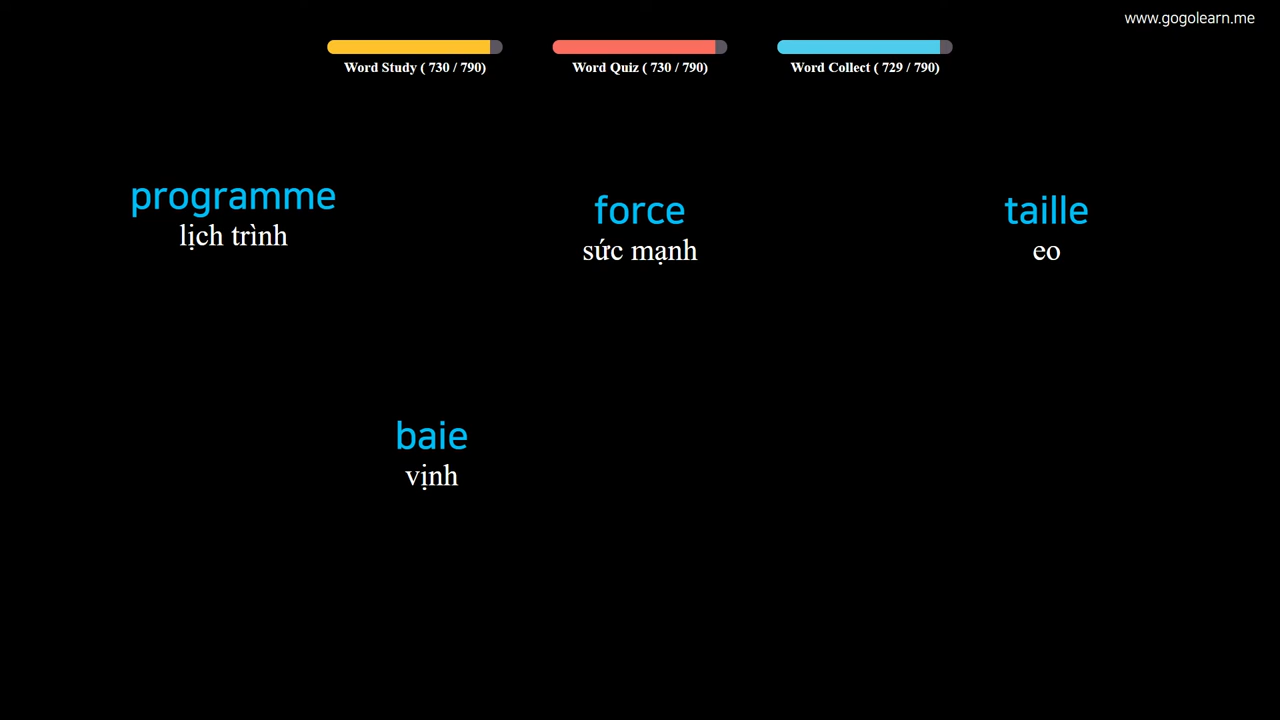 www.gogolearn.me
Word Study ( 730 / 790)
Word Quiz ( 730 / 790)
Word Collect ( 729 / 790)
programme
lịch trình
force
sức mạnh
taille
eo
baie
vịnh